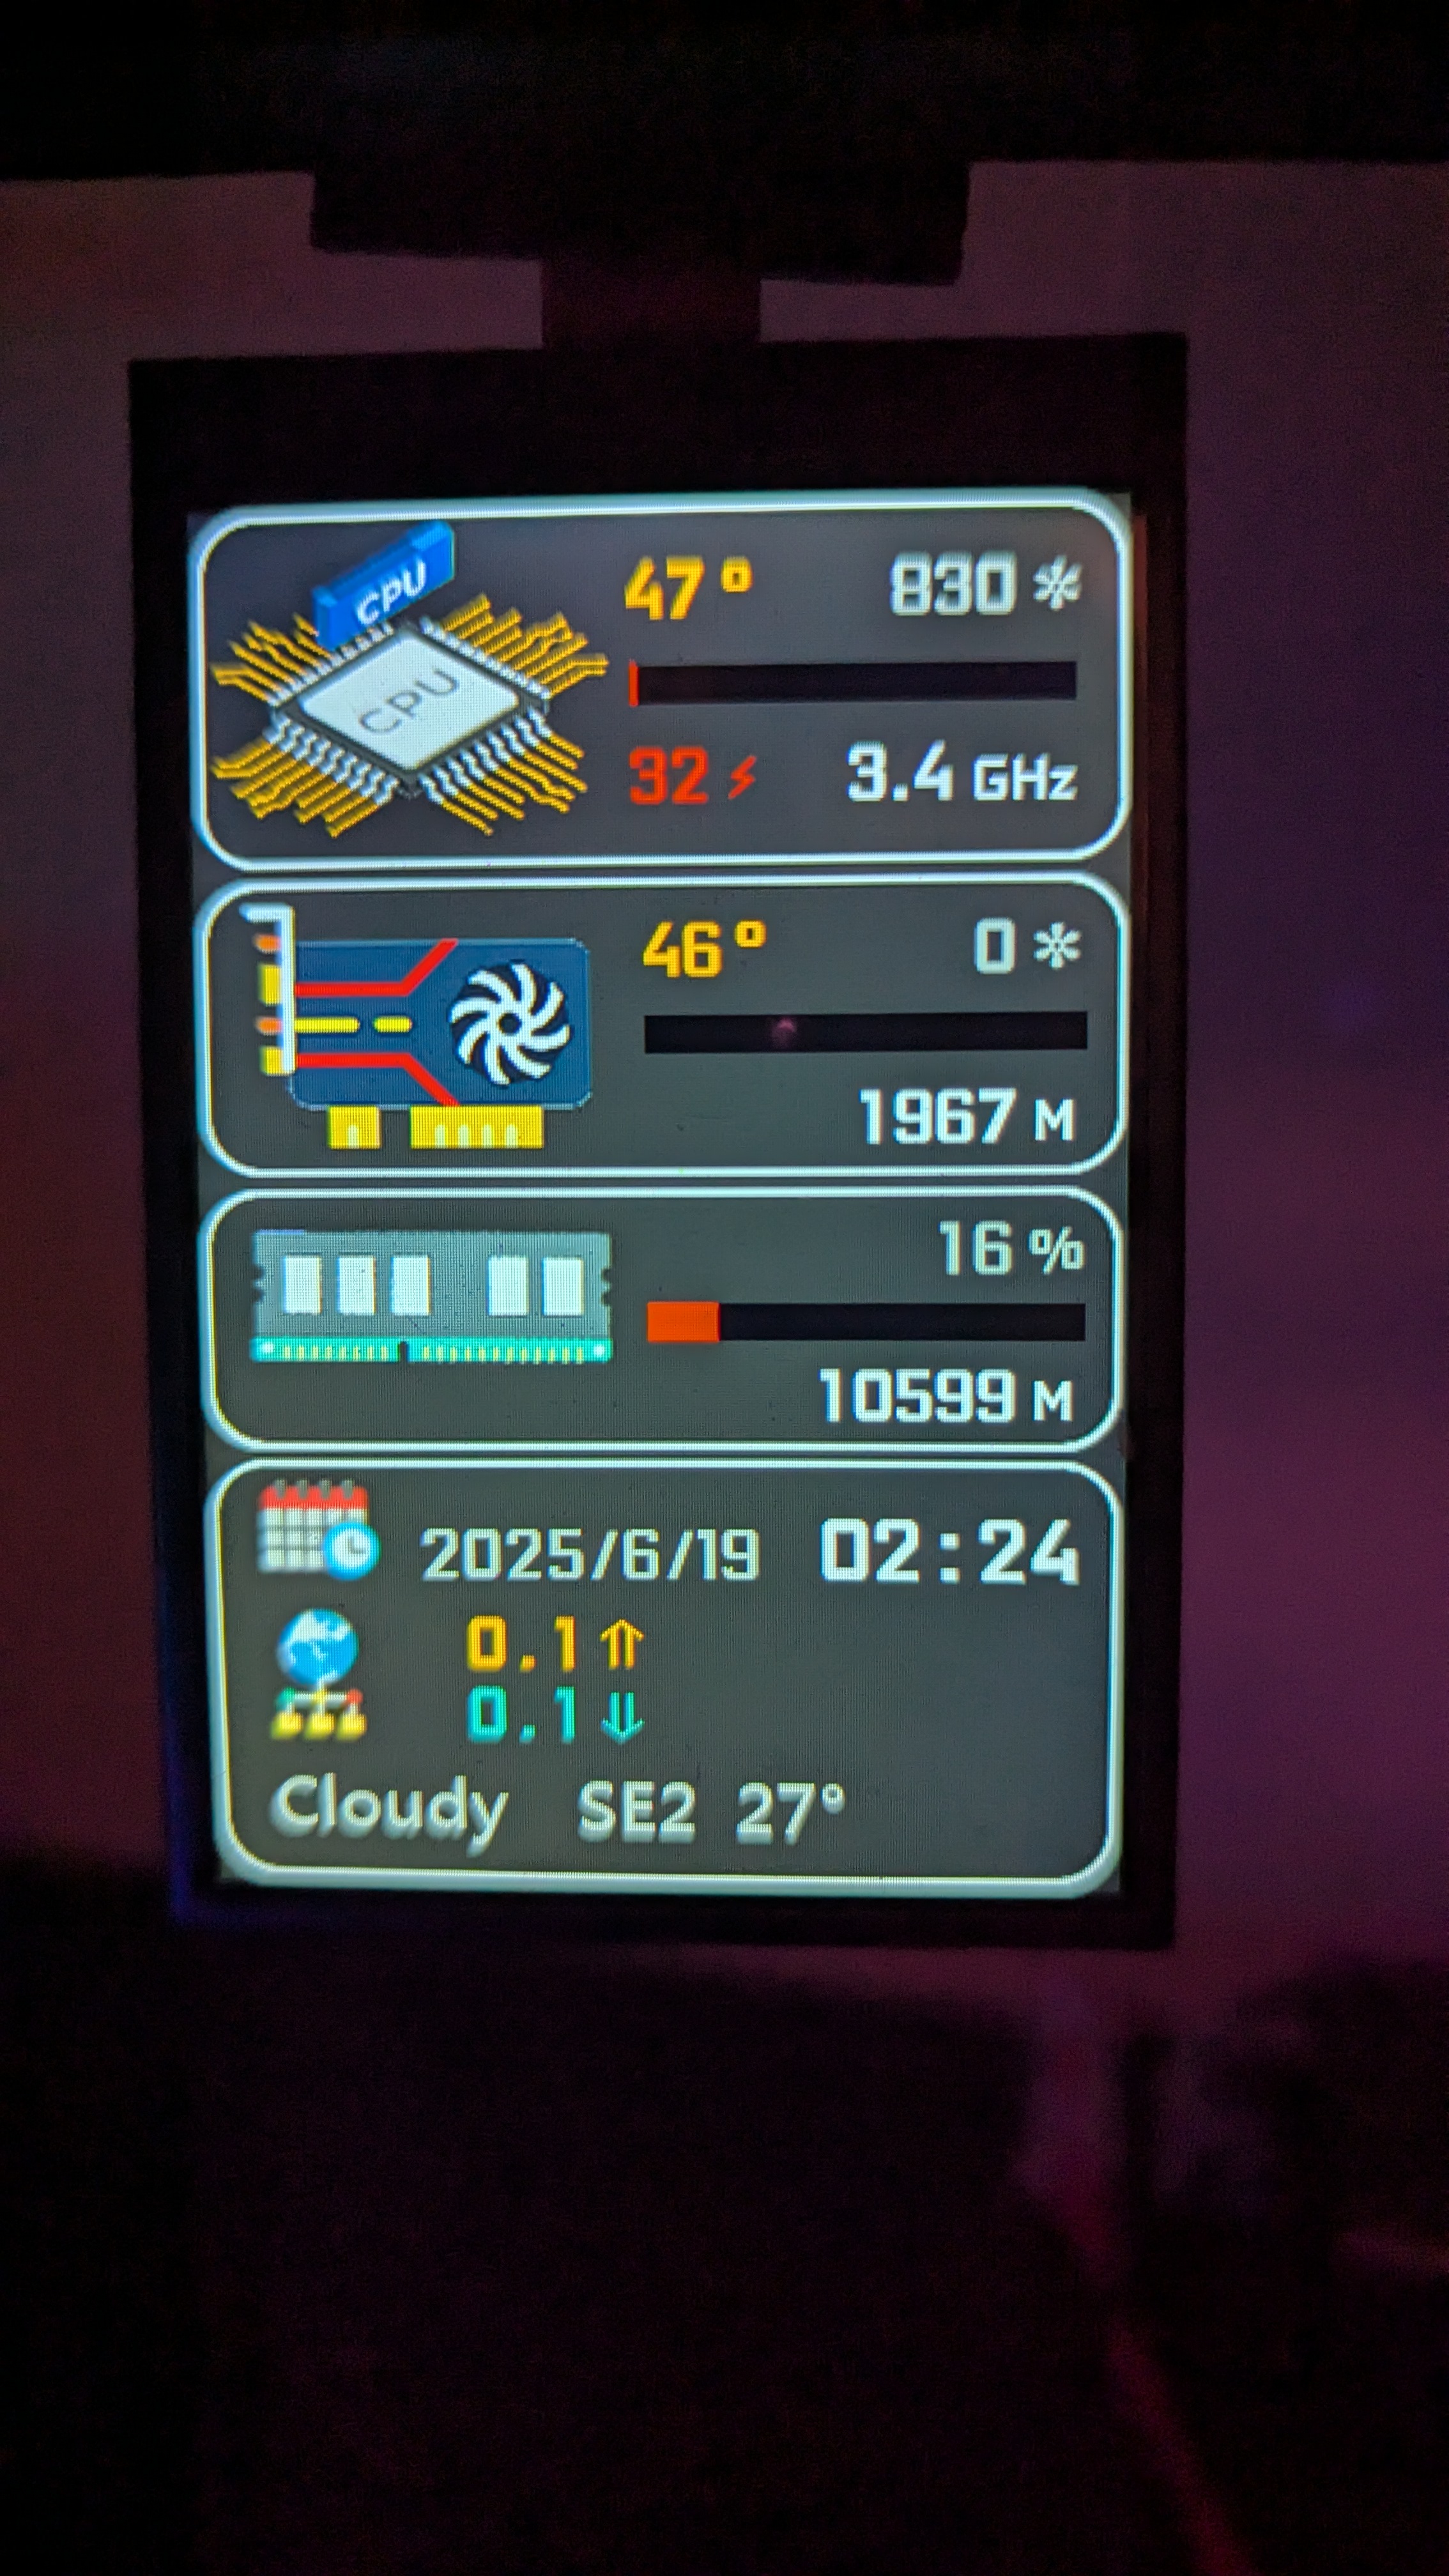 CPU
CPU
47° 830 *
32 3.4 GHz
46° 0 *
1967 M
16 %
10599 M
2025/6/19 02:24
0.1 ⇑
0.1 ⇓
Cloudy SE2 27°